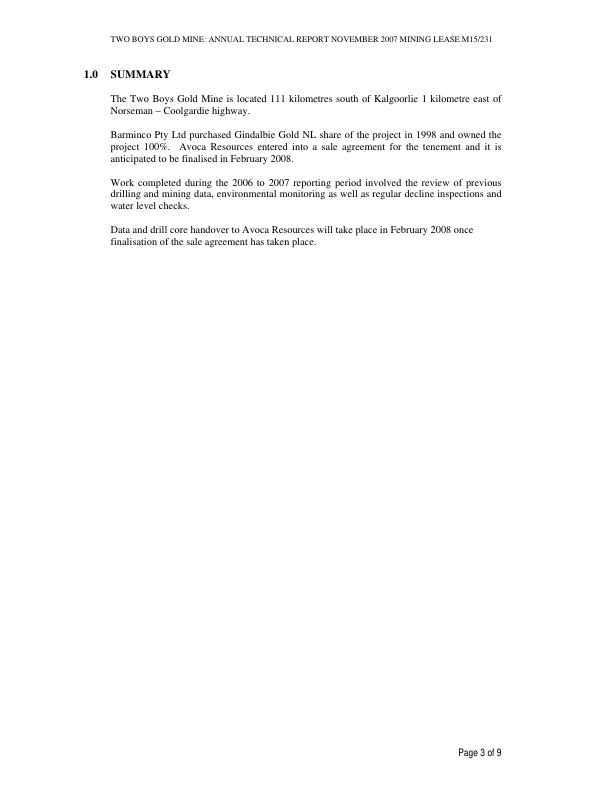 TWO BOYS GOLD MINE: ANNUAL TECHNICAL REPORT NOVEMBER 2007 MINING LEASE M15/231
1.0 SUMMARY
The Two Boys Gold Mine is located 111 kilometres south of Kalgoorlie 1 kilometre east of
Norseman – Coolgardie highway.
Barminco Pty Ltd purchased Gindalbie Gold NL share of the project in 1998 and owned the
project 100%. Avoca Resources entered into a sale agreement for the tenement and it is
anticipated to be finalised in February 2008.
Work completed during the 2006 to 2007 reporting period involved the review of previous
drilling and mining data, environmental monitoring as well as regular decline inspections and
water level checks.
Data and drill core handover to Avoca Resources will take place in February 2008 once
finalisation of the sale agreement has taken place.
Page 3 of 9